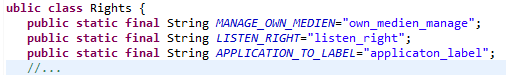 ublic class Rights {
public static final String MANAGE_OWN_MEDIEN="own_medien_manage";
public static final String LISTEN_RIGHT="listen_right";
public static final String APPLICATION_TO_LABEL="applicaton_label";
//...